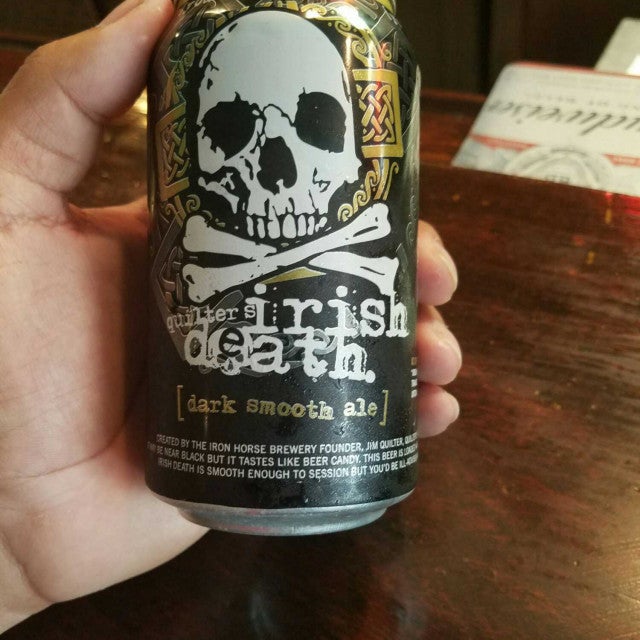 quilter's irish
death.
[dark smooth ale]
CREATED BY THE IRON HORSE BREWERY FOUNDER, JIM QUILTER,
BE NEAR BLACK BUT IT TASTES LIKE BEER CANDY. THIS BEER IS
IRISH DEATH IS SMOOTH ENOUGH TO SESSION BUT YOU'D BE
udweiser